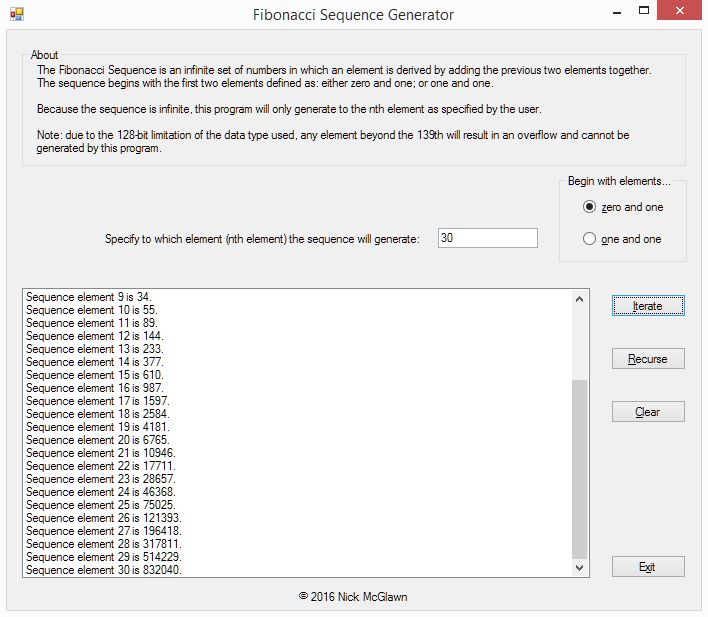 Fibonacci Sequence Generator
About
The Fibonacci Sequence is an infinite set of numbers in which an element is derived by adding the previous two elements together.
The sequence begins with the first two elements defined as: either zero and one; or one and one.
Because the sequence is infinite, this program will only generate to the nth element as specified by the user.
Note: due to the 128-bit limitation of the data type used, any element beyond the 139th will result in an overflow and cannot be
generated by this program.
Begin with elements...
zero and one
one and one
Specify to which element (nth element) the sequence will generate:
30
Sequence element 9 is 34.
Sequence element 10 is 55.
Sequence element 11 is 89.
Sequence element 12 is 144.
Sequence element 13 is 233.
Sequence element 14 is 377.
Sequence element 15 is 610.
Sequence element 16 is 987.
Sequence element 17 is 1597.
Sequence element 18 is 2584.
Sequence element 19 is 4181.
Sequence element 20 is 6765.
Sequence element 21 is 10946.
Sequence element 22 is 17711.
Sequence element 23 is 28657.
Sequence element 24 is 46368.
Sequence element 25 is 75025.
Sequence element 26 is 121393.
Sequence element 27 is 196418.
Sequence element 28 is 317811.
Sequence element 29 is 514229.
Sequence element 30 is 832040.
Iterate
Recurse
Clear
Exit
© 2016 Nick McGlawn